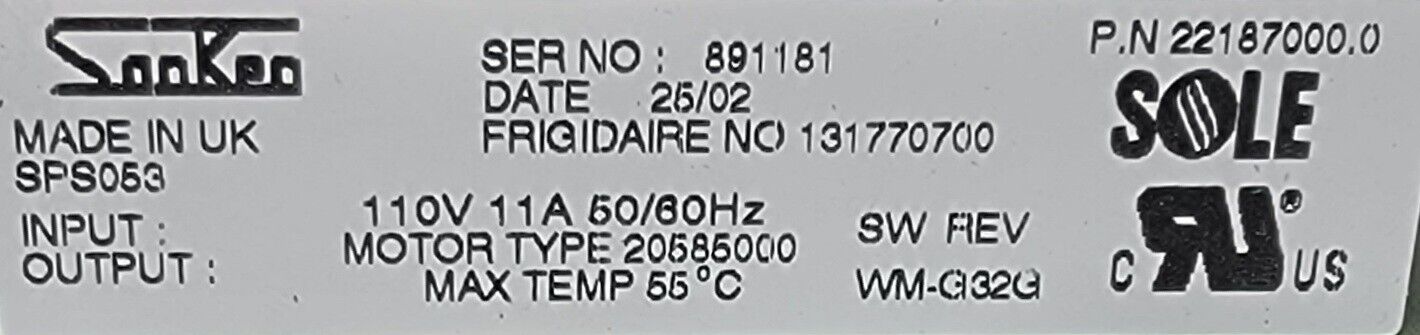 SanKen
MADE IN UK
SPS053
INPUT :
OUTPUT :
SER NO : 891181
DATE 25/02
FRIGIDAIRE NO 131770700
110V 11A 50/60Hz
MOTOR TYPE 20585000
MAX TEMP 55°C
SW REV
WM-G32G
P.N 22187000.0
SOLE
C RU ® US